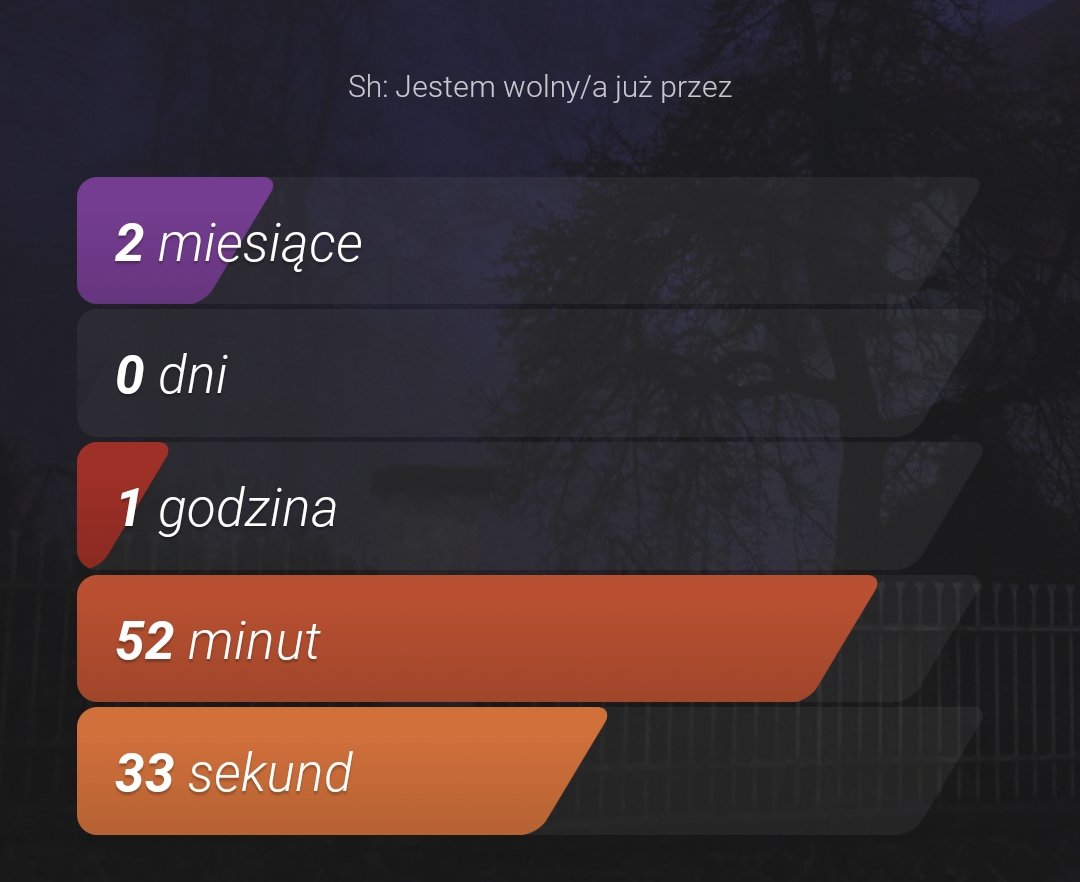 Sh: Jestem wolny/a już przez
2 miesiące
0 dni
1 godzina
52 minut
33 sekund